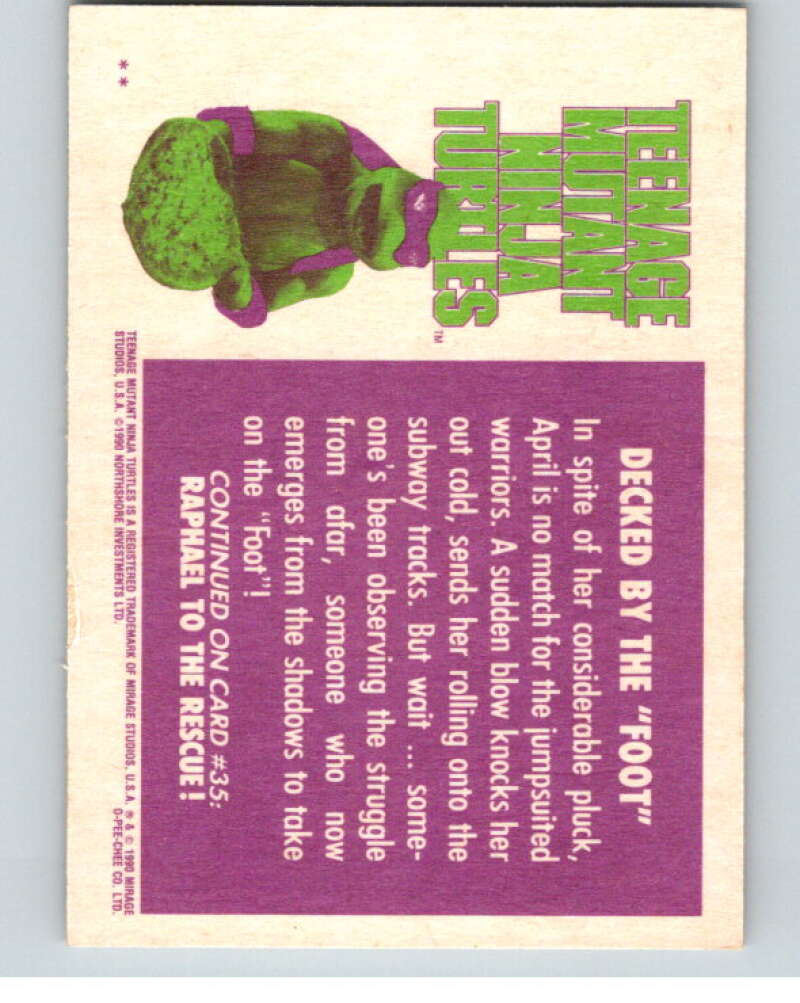 **
TEENAGE
MUTANT
NINJA
TURTLES™
DECKED BY THE "FOOT"
In spite of her considerable pluck,
April is no match for the jumpsuited
warriors. A sudden blow knocks her
out cold, sends her rolling onto the
subway tracks. But wait ... some-
one's been observing the struggle
from afar, someone who now
emerges from the shadows to take
on the "Foot"!
CONTINUED ON CARD #35:
RAPHAEL TO THE RESCUE!
TEENAGE MUTANT NINJA TURTLES IS A REGISTERED TRADEMARK OF MIRAGE STUDIOS, U.S.A. ® & © 1990 MIRAGE
STUDIOS, U.S.A. ©1990 NORTHSHORE INVESTMENTS LTD. O-PEE-CHEE CO. LTD.